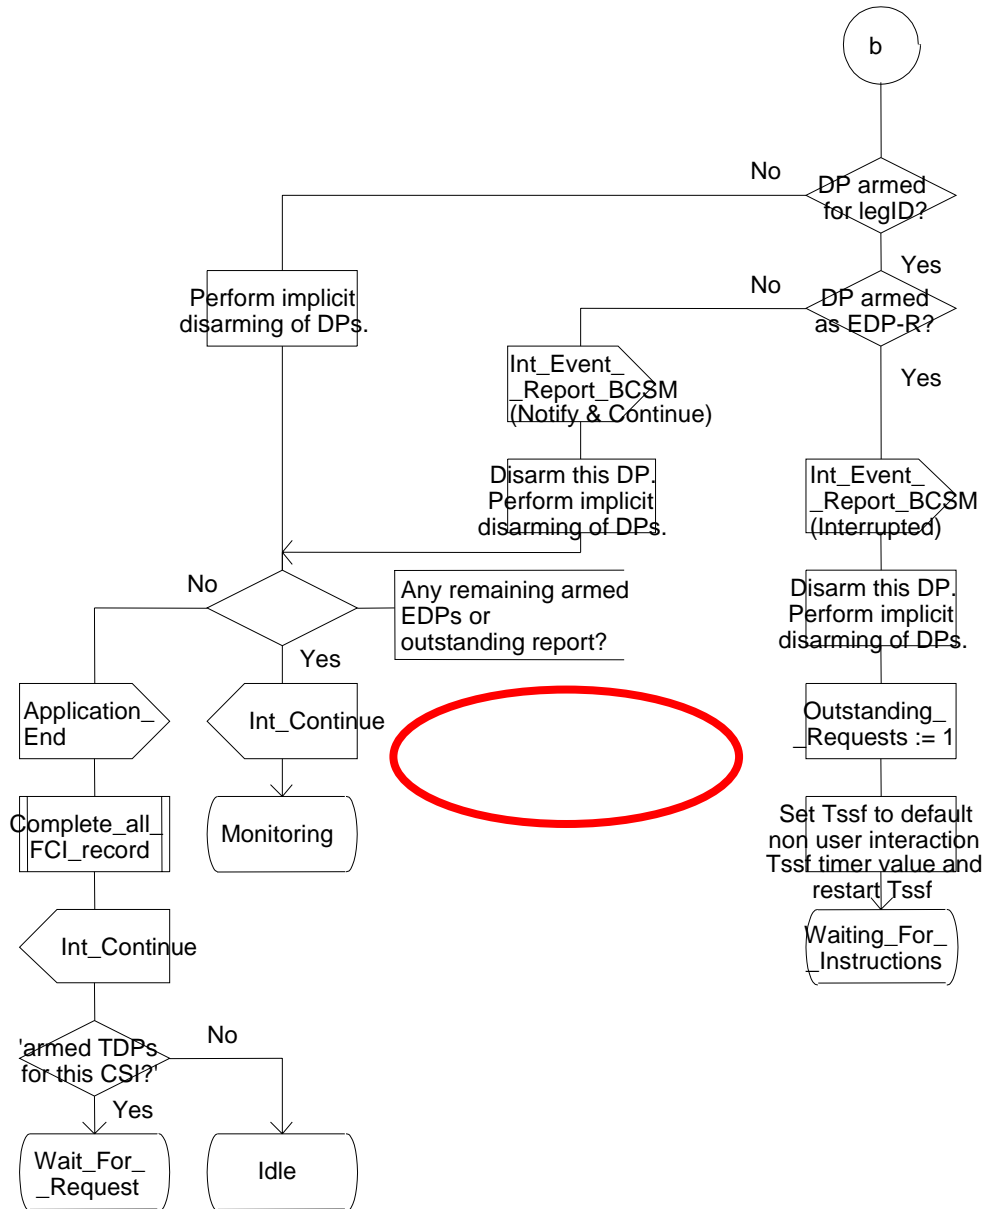 b
No
DP armed
for legID?
Yes
Perform implicit
disarming of DPs.
No
DP armed
as EDP-R?
Yes
Int_Event_
_Report_BCSM
(Notify & Continue)
Disarm this DP.
Perform implicit
disarming of DPs.
Int_Event_
_Report_BCSM
(Interrupted)
No
Any remaining armed
EDPs or
outstanding report?
Yes
Disarm this DP.
Perform implicit
disarming of DPs.
Application_
End
Int_Continue
Outstanding_
_Requests := 1
Complete_all_
FCI_record
Monitoring
Set Tssf to default
non user interaction
Tssf timer value and
restart Tssf
Int_Continue
Waiting_For_
_Instructions
'armed TDPs
for this CSI?'
No
Yes
Wait_For_
_Request
Idle